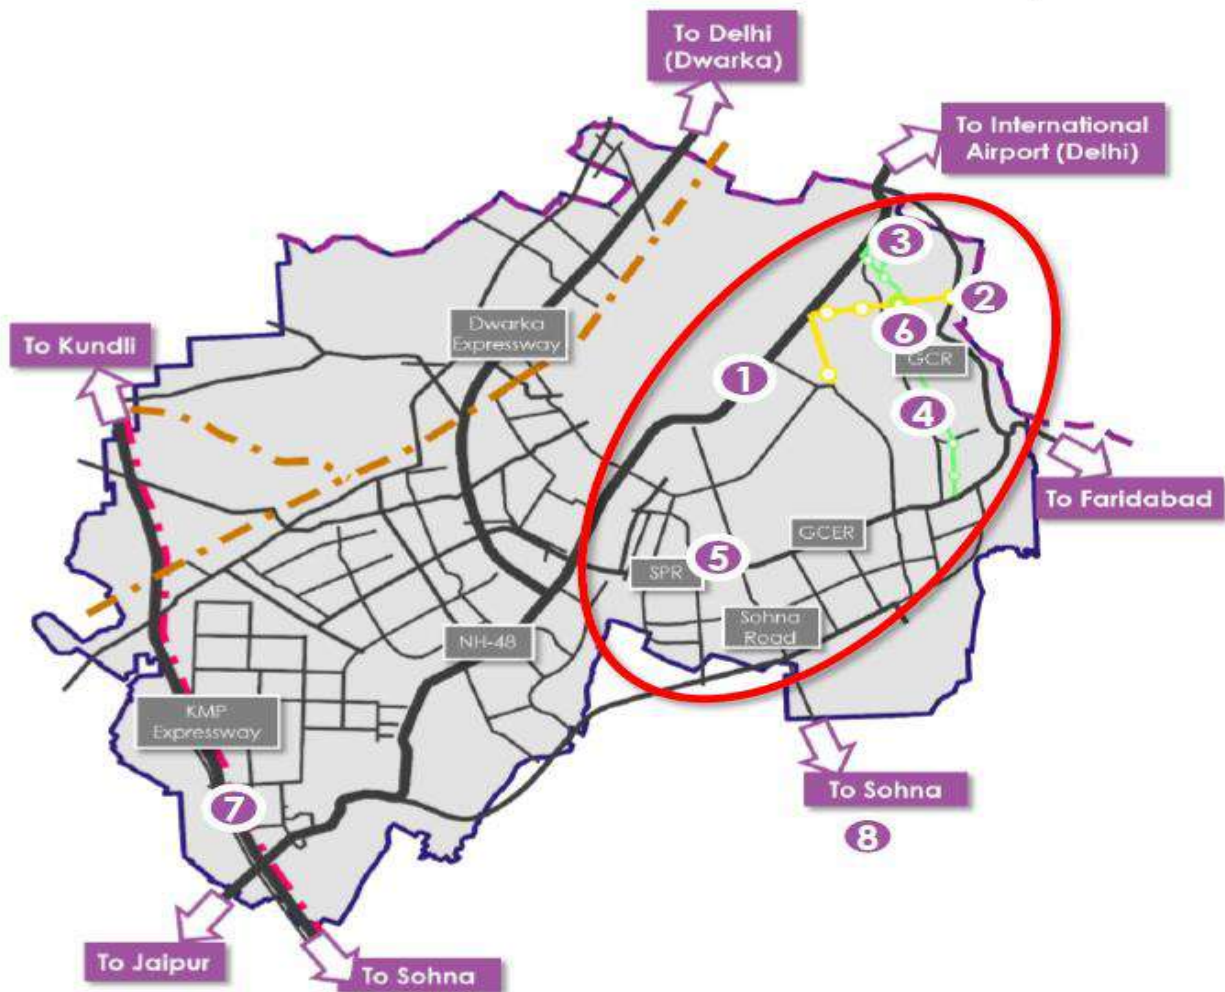 To Delhi
(Dwarka)
To International
Airport (Delhi)
3
2
Dwarka
Expressway
6
To Kundli
GCR
1
4
To Faridabad
GCER
5
SPR
Sohna
Road
NH-48
KMP
Expressway
To Sohna
7
8
To Jaipur
To Sohna